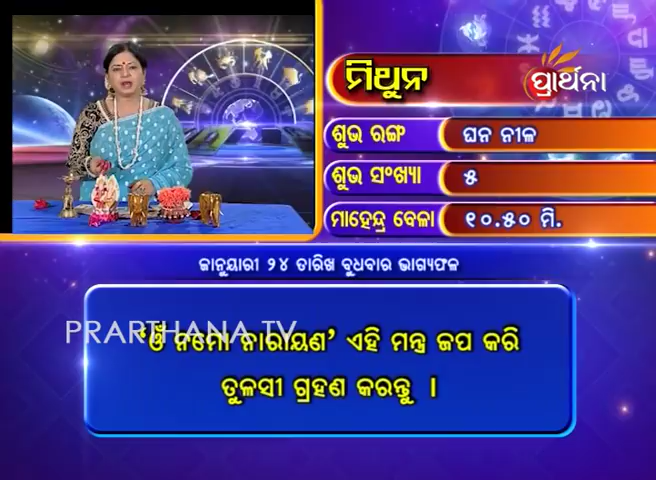 ମିଥୁନ
ପ୍ରାର୍ଥନା
ଶୁଭ ରଙ୍ଗ ଘନ ନୀଳ
ଶୁଭ ସଂଖ୍ୟା ୫
ମାହେନ୍ଦ୍ର ବେଳା ୧୦.୫୦ ମି.
ଜାନୁୟାରୀ ୨୪ ତାରିଖ ବୁଧବାର ଭାଗ୍ୟଫଳ
PRARTHANA TV
‘ଓଁ ନମୋ ନାରାୟଣ’ ଏହି ମନ୍ତ୍ର ଜପ କରି
ତୁଳସୀ ଗ୍ରହଣ କରନ୍ତୁ ।